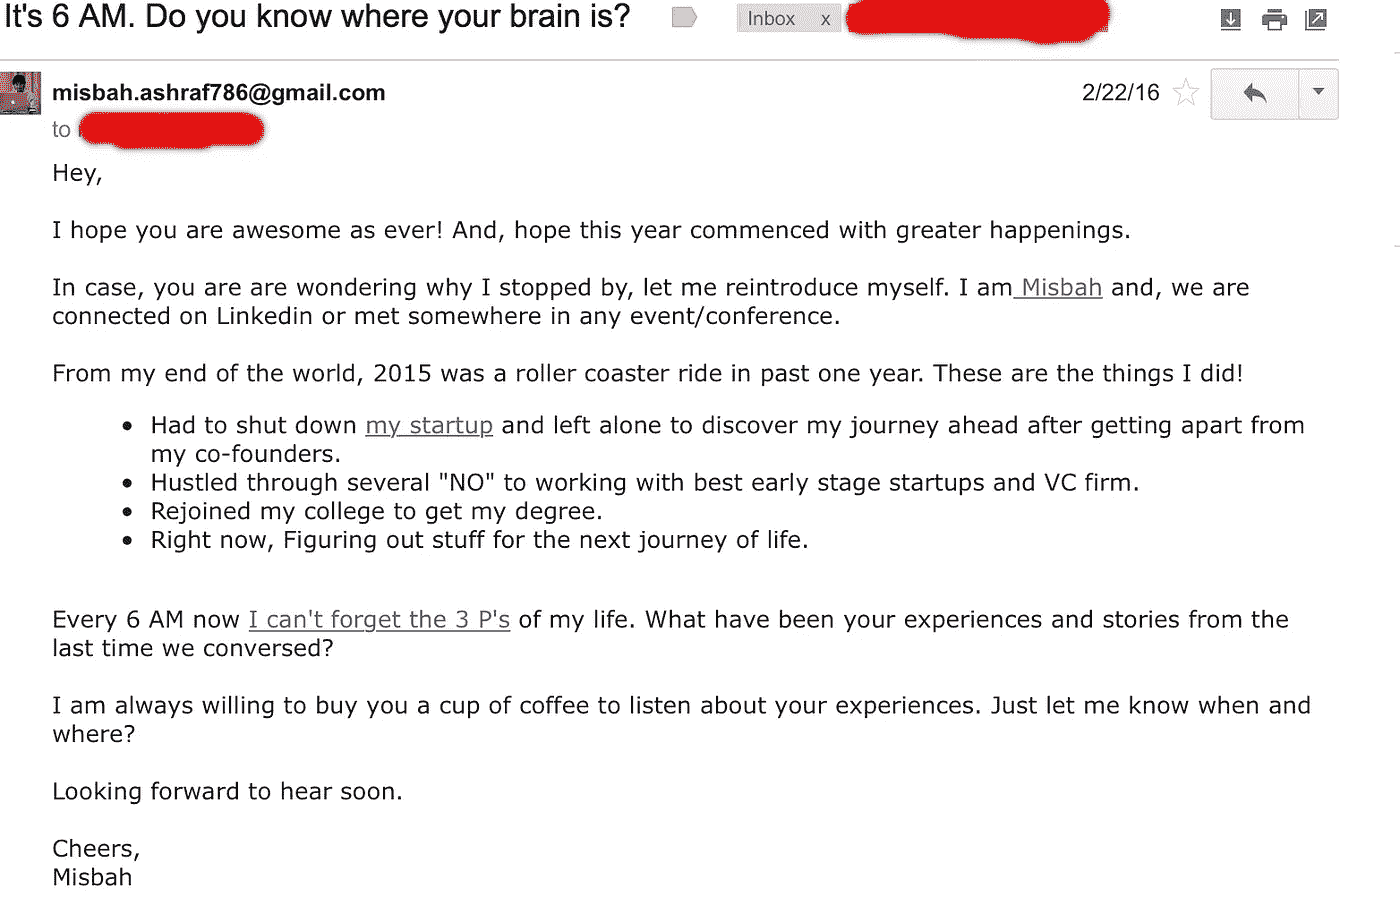 It's 6 AM. Do you know where your brain is?
Inbox x
misbah.ashraf786@gmail.com
2/22/16
to
Hey,
I hope you are awesome as ever! And, hope this year commenced with greater happenings.
In case, you are are wondering why I stopped by, let me reintroduce myself. I am Misbah and, we are
connected on Linkedin or met somewhere in any event/conference.
From my end of the world, 2015 was a roller coaster ride in past one year. These are the things I did!
• Had to shut down my startup and left alone to discover my journey ahead after getting apart from
my co-founders.
• Hustled through several "NO" to working with best early stage startups and VC firm.
• Rejoined my college to get my degree.
• Right now, Figuring out stuff for the next journey of life.
Every 6 AM now I can't forget the 3 P's of my life. What have been your experiences and stories from the
last time we conversed?
I am always willing to buy you a cup of coffee to listen about your experiences. Just let me know when and
where?
Looking forward to hear soon.
Cheers,
Misbah